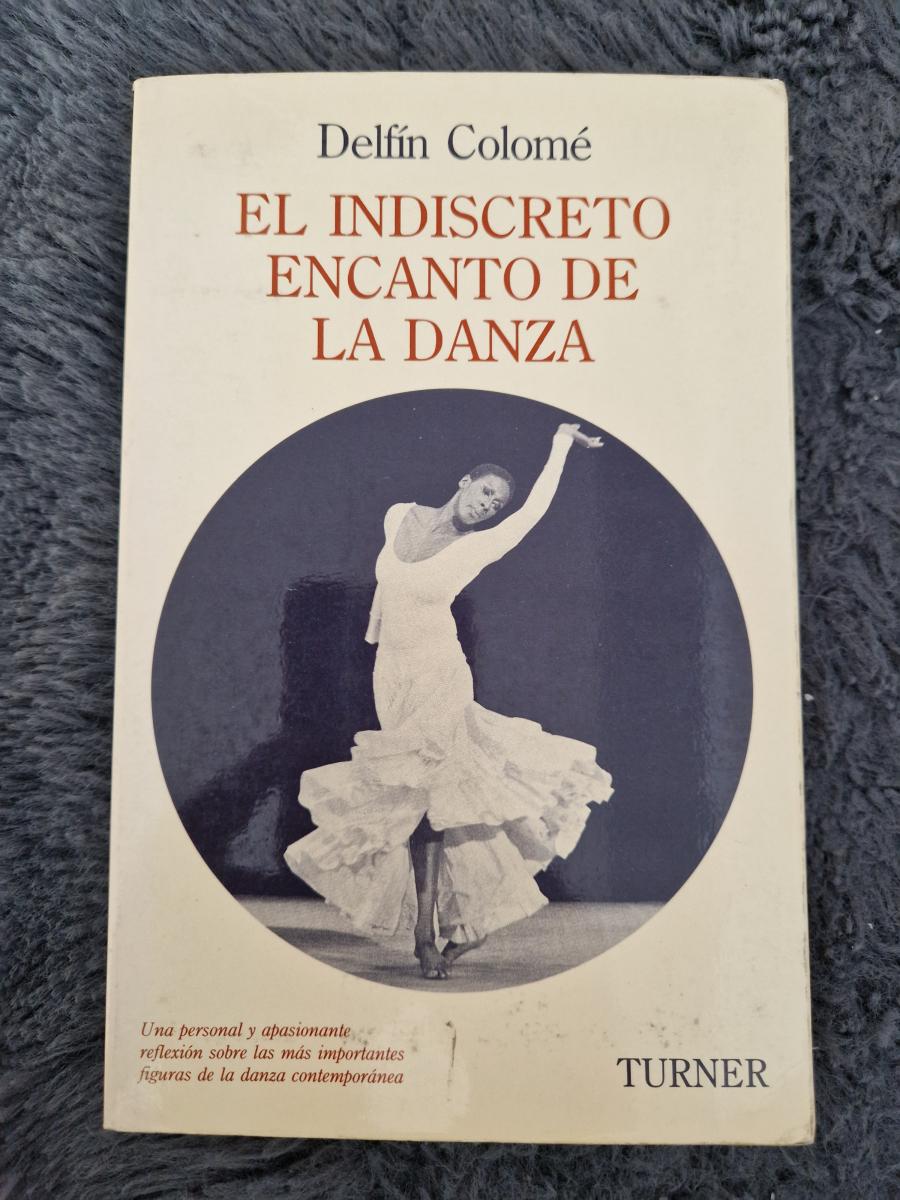 Delfín Colomé
EL INDISCRETO
ENCANTO DE
LA DANZA
Una personal y apasionante
reflexión sobre las más importantes
figuras de la danza contemporánea
TURNER